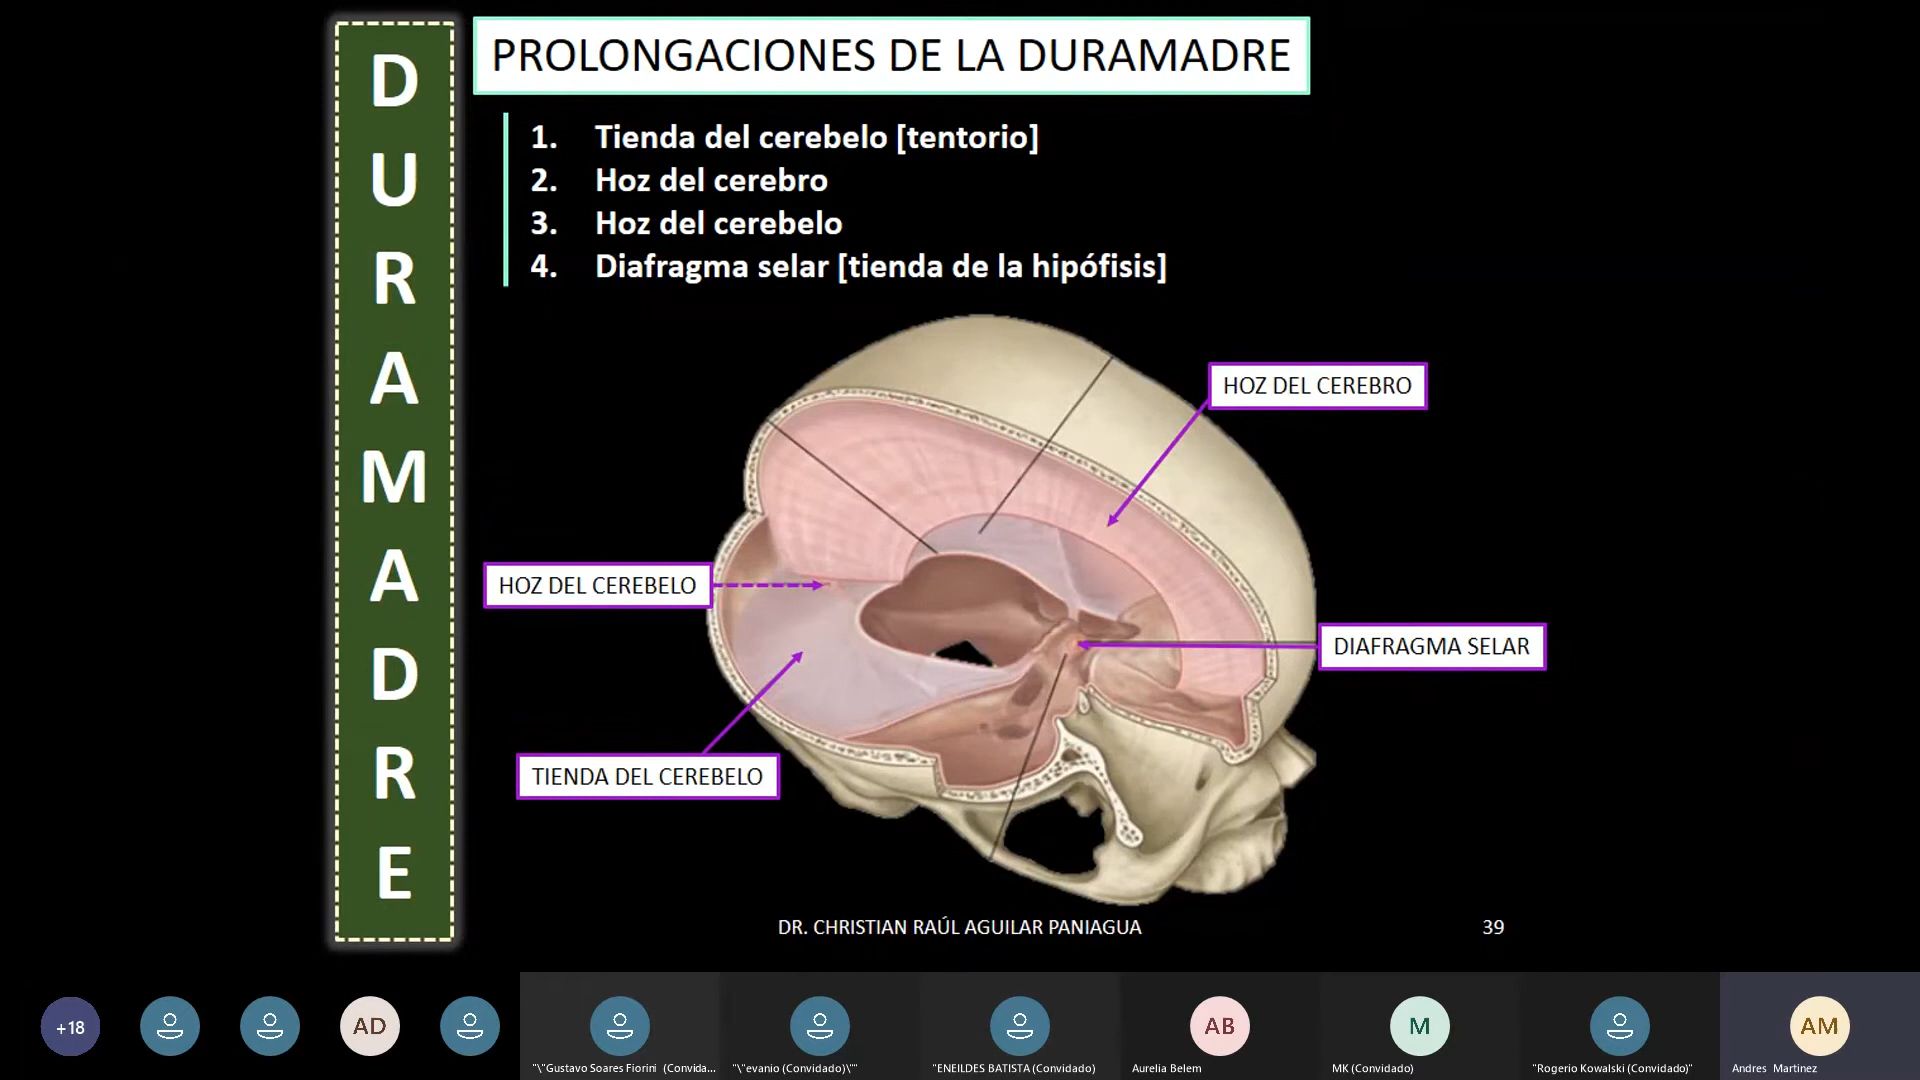 DURAMADRE
PROLONGACIONES DE LA DURAMADRE
1. Tienda del cerebelo [tentorio]
2. Hoz del cerebro
3. Hoz del cerebelo
4. Diafragma selar [tienda de la hipófisis]
HOZ DEL CEREBRO
HOZ DEL CEREBELO
DIAFRAGMA SELAR
TIENDA DEL CEREBELO
DR. CHRISTIAN RAÚL AGUILAR PANIAGUA
39
+18
AD
AB
M
AM
"\"Gustavo Soares Fiorini (Convida...
"\"evanio (Convidado)\""
"ENEILDES BATISTA (Convidado)
Aurelia Belem
MK (Convidado)
"Rogerio Kowalski (Convidado)"
Andres Martinez